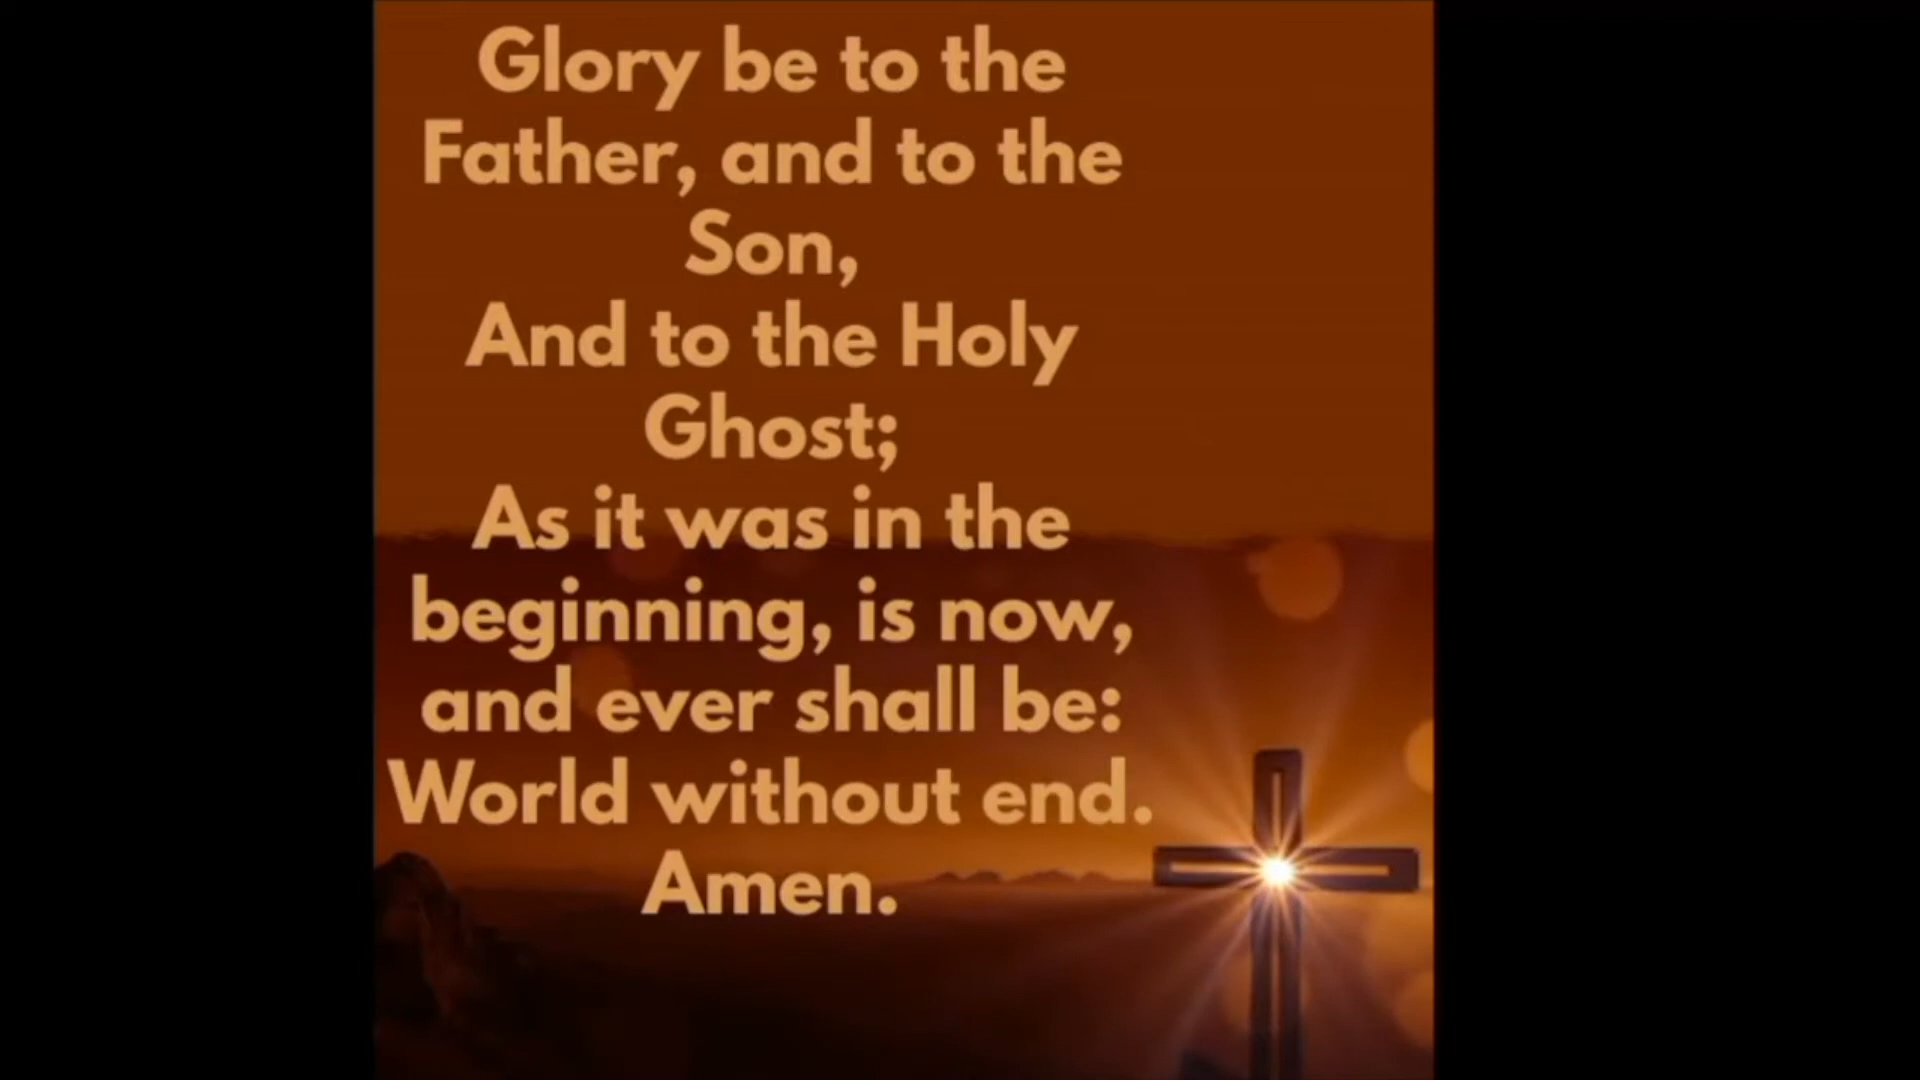 Glory be to the
Father, and to the
Son,
And to the Holy
Ghost;
As it was in the
beginning, is now,
and ever shall be:
World without end.
Amen.